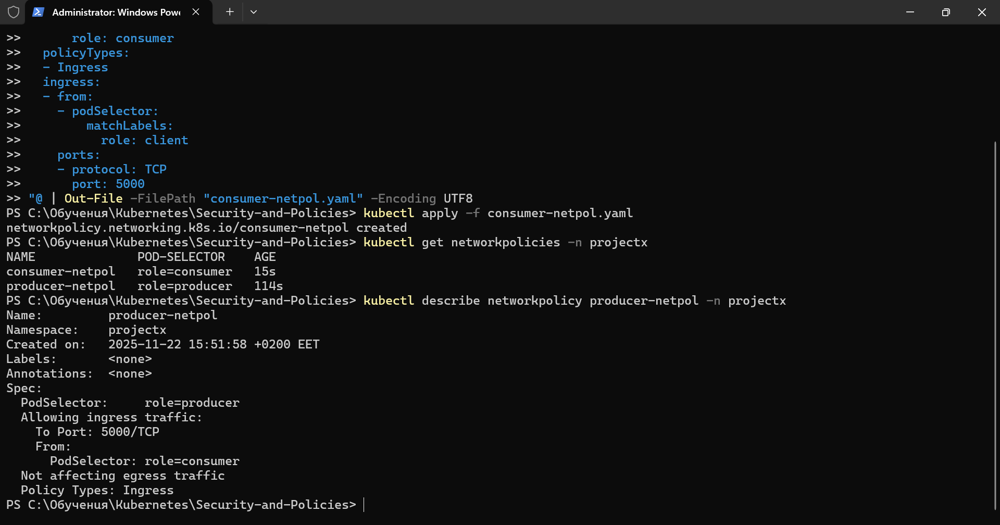 Administrator: Windows Powe
>>       role: consumer
>>   policyTypes:
>>   - Ingress
>>   ingress:
>>   - from:
>>     - podSelector:
>>         matchLabels:
>>           role: client
>>     ports:
>>     - protocol: TCP
>>       port: 5000
>> "@ | Out-File -FilePath "consumer-netpol.yaml" -Encoding UTF8
PS C:\Обучения\Kubernetes\Security-and-Policies> kubectl apply -f consumer-netpol.yaml
networkpolicy.networking.k8s.io/consumer-netpol created
PS C:\Обучения\Kubernetes\Security-and-Policies> kubectl get networkpolicies -n projectx
NAME              POD-SELECTOR    AGE
consumer-netpol   role=consumer   15s
producer-netpol   role=producer   114s
PS C:\Обучения\Kubernetes\Security-and-Policies> kubectl describe networkpolicy producer-netpol -n projectx
Name:         producer-netpol
Namespace:    projectx
Created on:   2025-11-22 15:51:58 +0200 EET
Labels:       <none>
Annotations:  <none>
Spec:
  PodSelector:     role=producer
  Allowing ingress traffic:
    To Port: 5000/TCP
    From:
      PodSelector: role=consumer
  Not affecting egress traffic
  Policy Types: Ingress
PS C:\Обучения\Kubernetes\Security-and-Policies>